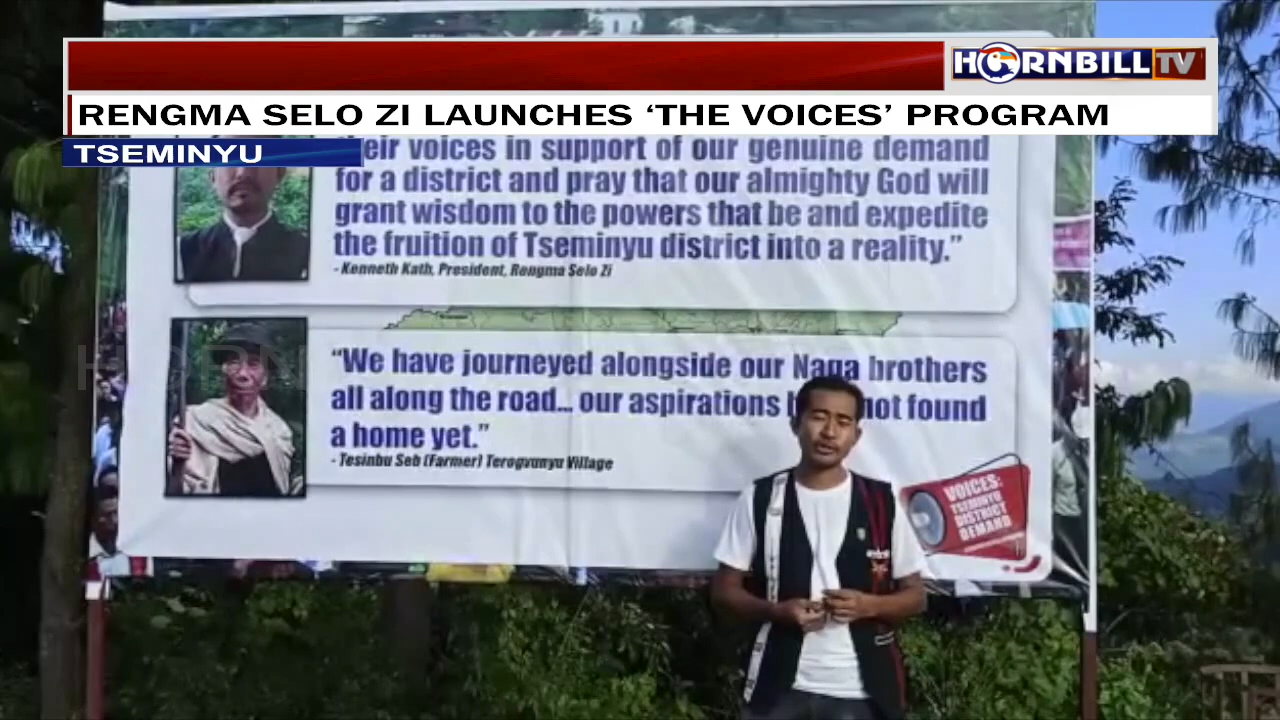 HORNBILL TV
RENGMA SELO ZI LAUNCHES ‘THE VOICES’ PROGRAM
TSEMINYU
voices in support of our genuine demand
for a district and pray that our almighty God will
grant wisdom to the powers that be and expedite
the fruition of Tseminyu district into a reality.”
- Kenneth Kath, President, Rengma Selo Zi
HORN
“We have journeyed alongside our Naga brothers
all along the road... our aspirations not found
a home yet.”
- Tesinbu Seb (Farmer) Terogvunyu Village
VOICES:
TSEMINYU
DISTRICT
DEMAND